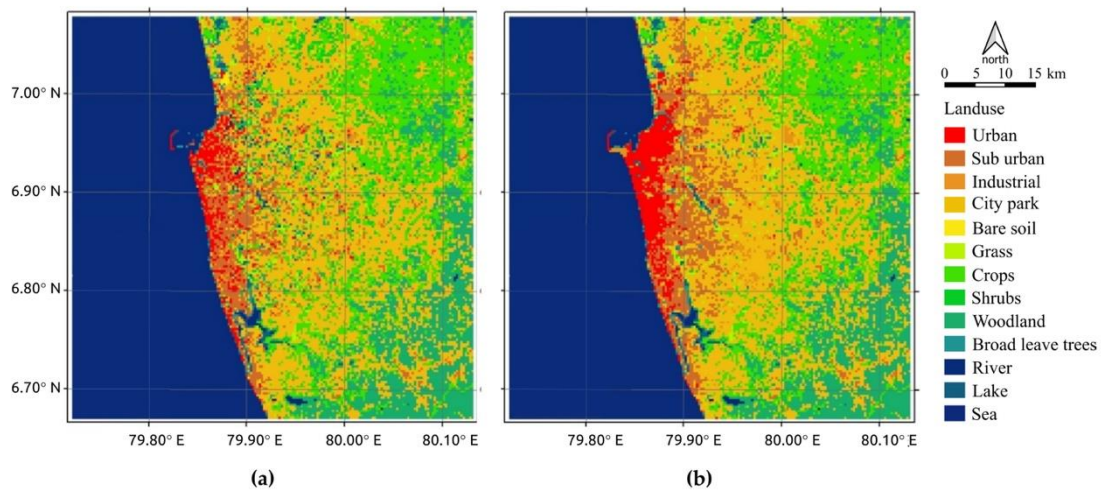 north
0 5 10 15 km
Landuse
Urban
Sub urban
Industrial
City park
Bare soil
Grass
Crops
Shrubs
Woodland
Broad leave trees
River
Lake
Sea
7.00° N
6.90° N
6.80° N
6.70° N
79.80° E 79.90° E 80.00° E 80.10° E
79.80° E 79.90° E 80.00° E 80.10° E
(a) (b)